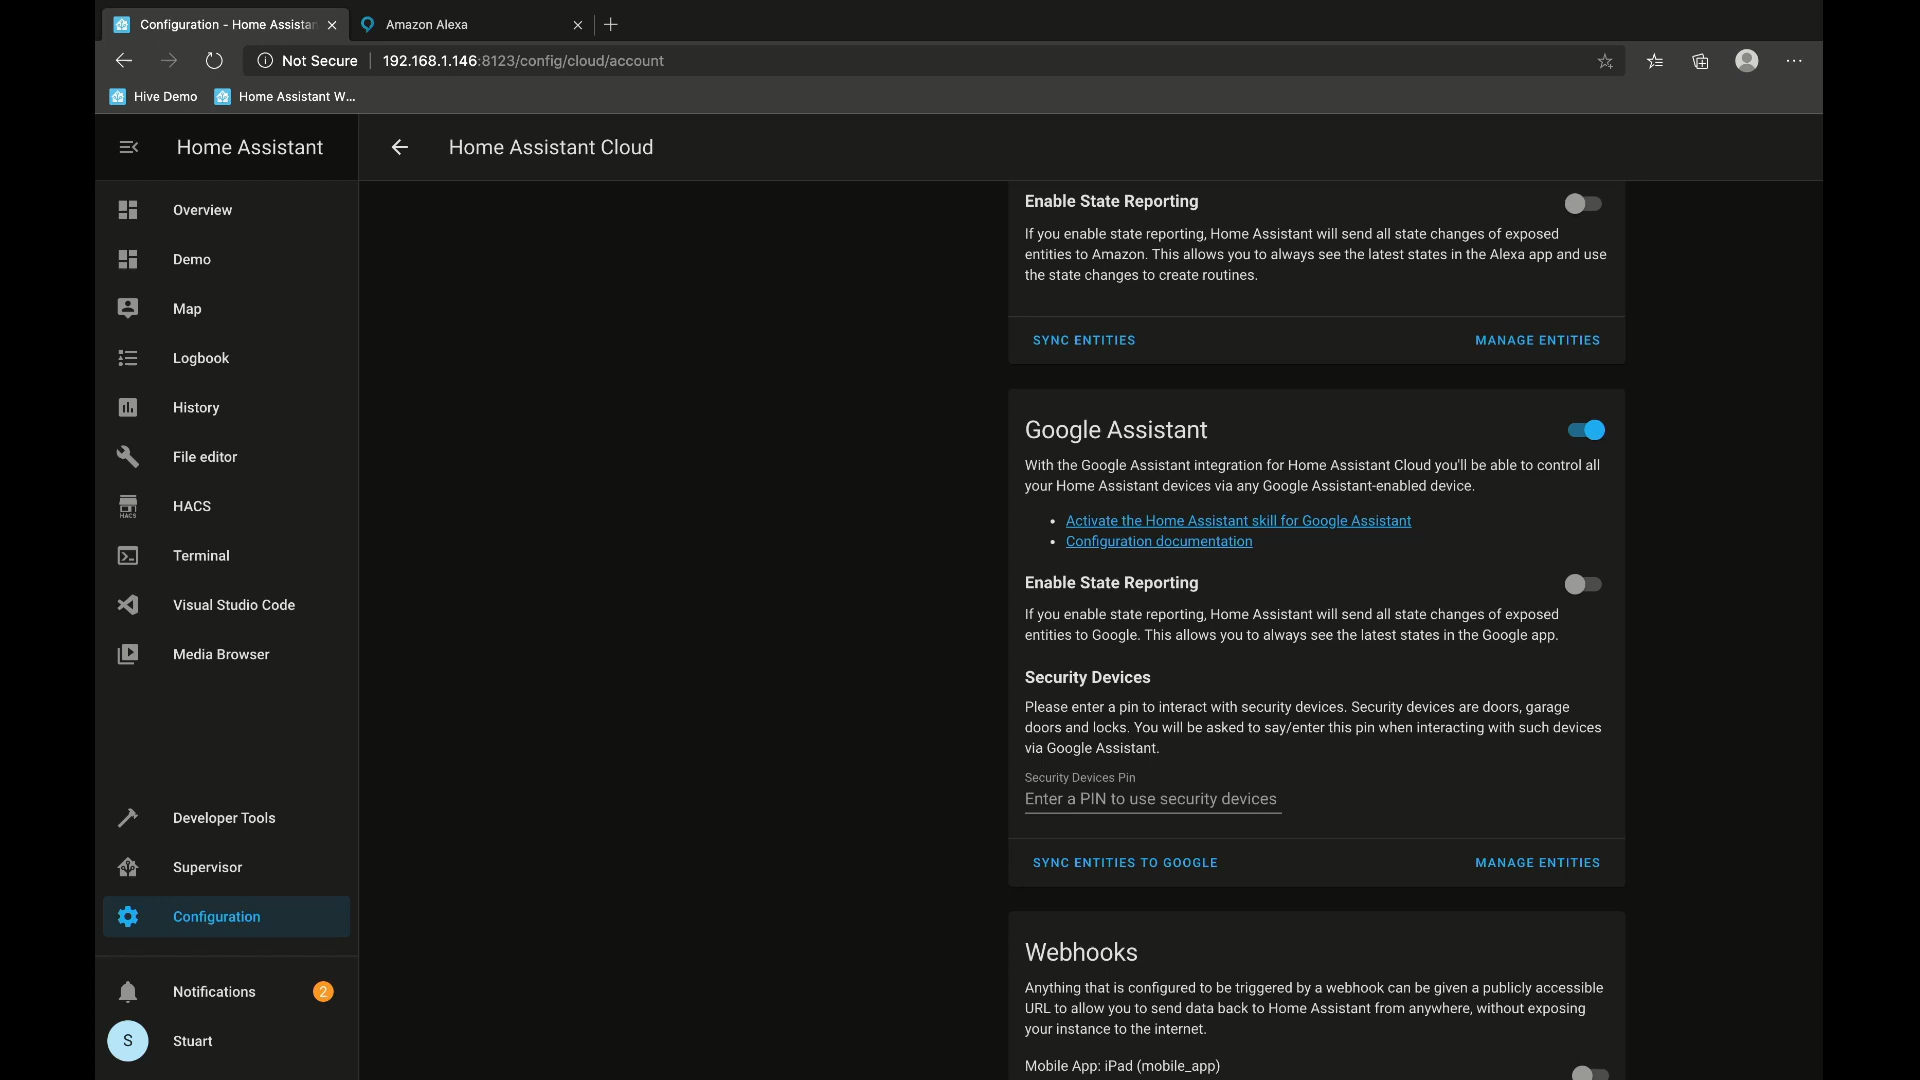 Configuration - Home Assistan
Amazon Alexa
Not Secure
192.168.1.146:8123/config/cloud/account
Hive Demo
Home Assistant W...
Home Assistant
Home Assistant Cloud
Overview
Demo
Map
Logbook
History
File editor
HACS
HACS
Terminal
Visual Studio Code
Media Browser
Developer Tools
Supervisor
Configuration
Notifications
2
S
Stuart
Enable State Reporting
If you enable state reporting, Home Assistant will send all state changes of exposed
entities to Amazon. This allows you to always see the latest states in the Alexa app and use
the state changes to create routines.
SYNC ENTITIES
MANAGE ENTITIES
Google Assistant
With the Google Assistant integration for Home Assistant Cloud you'll be able to control all
your Home Assistant devices via any Google Assistant-enabled device.
• Activate the Home Assistant skill for Google Assistant
• Configuration documentation
Enable State Reporting
If you enable state reporting, Home Assistant will send all state changes of exposed
entities to Google. This allows you to always see the latest states in the Google app.
Security Devices
Please enter a pin to interact with security devices. Security devices are doors, garage
doors and locks. You will be asked to say/enter this pin when interacting with such devices
via Google Assistant.
Security Devices Pin
Enter a PIN to use security devices
SYNC ENTITIES TO GOOGLE
MANAGE ENTITIES
Webhooks
Anything that is configured to be triggered by a webhook can be given a publicly accessible
URL to allow you to send data back to Home Assistant from anywhere, without exposing
your instance to the internet.
Mobile App: iPad (mobile_app)